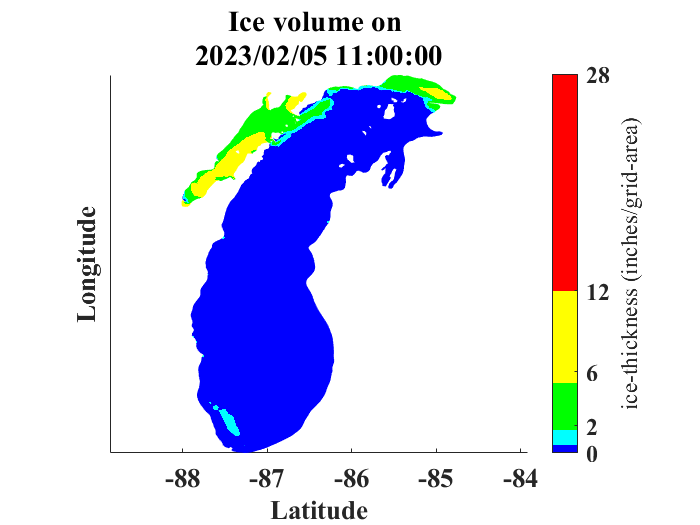 Ice volume on
2023/02/05 11:00:00
Longitude
-88 -87 -86 -85 -84
Latitude
28
12
6
2
0
ice-thickness (inches/grid-area)